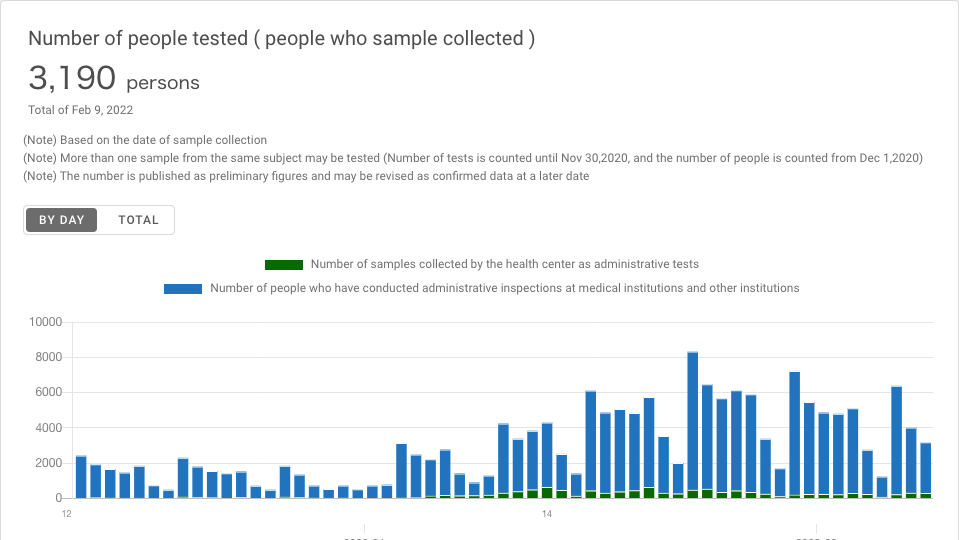 Number of people tested ( people who sample collected )
3,190 persons
Total of Feb 9, 2022
(Note) Based on the date of sample collection
(Note) More than one sample from the same subject may be tested (Number of tests is counted until Nov 30,2020, and the number of people is counted from Dec 1,2020)
(Note) The number is published as preliminary figures and may be revised as confirmed data at a later date
BY DAY TOTAL
Number of samples collected by the health center as administrative tests
Number of people who have conducted administrative inspections at medical institutions and other institutions
10000
8000
6000
4000
2000
0
12 14